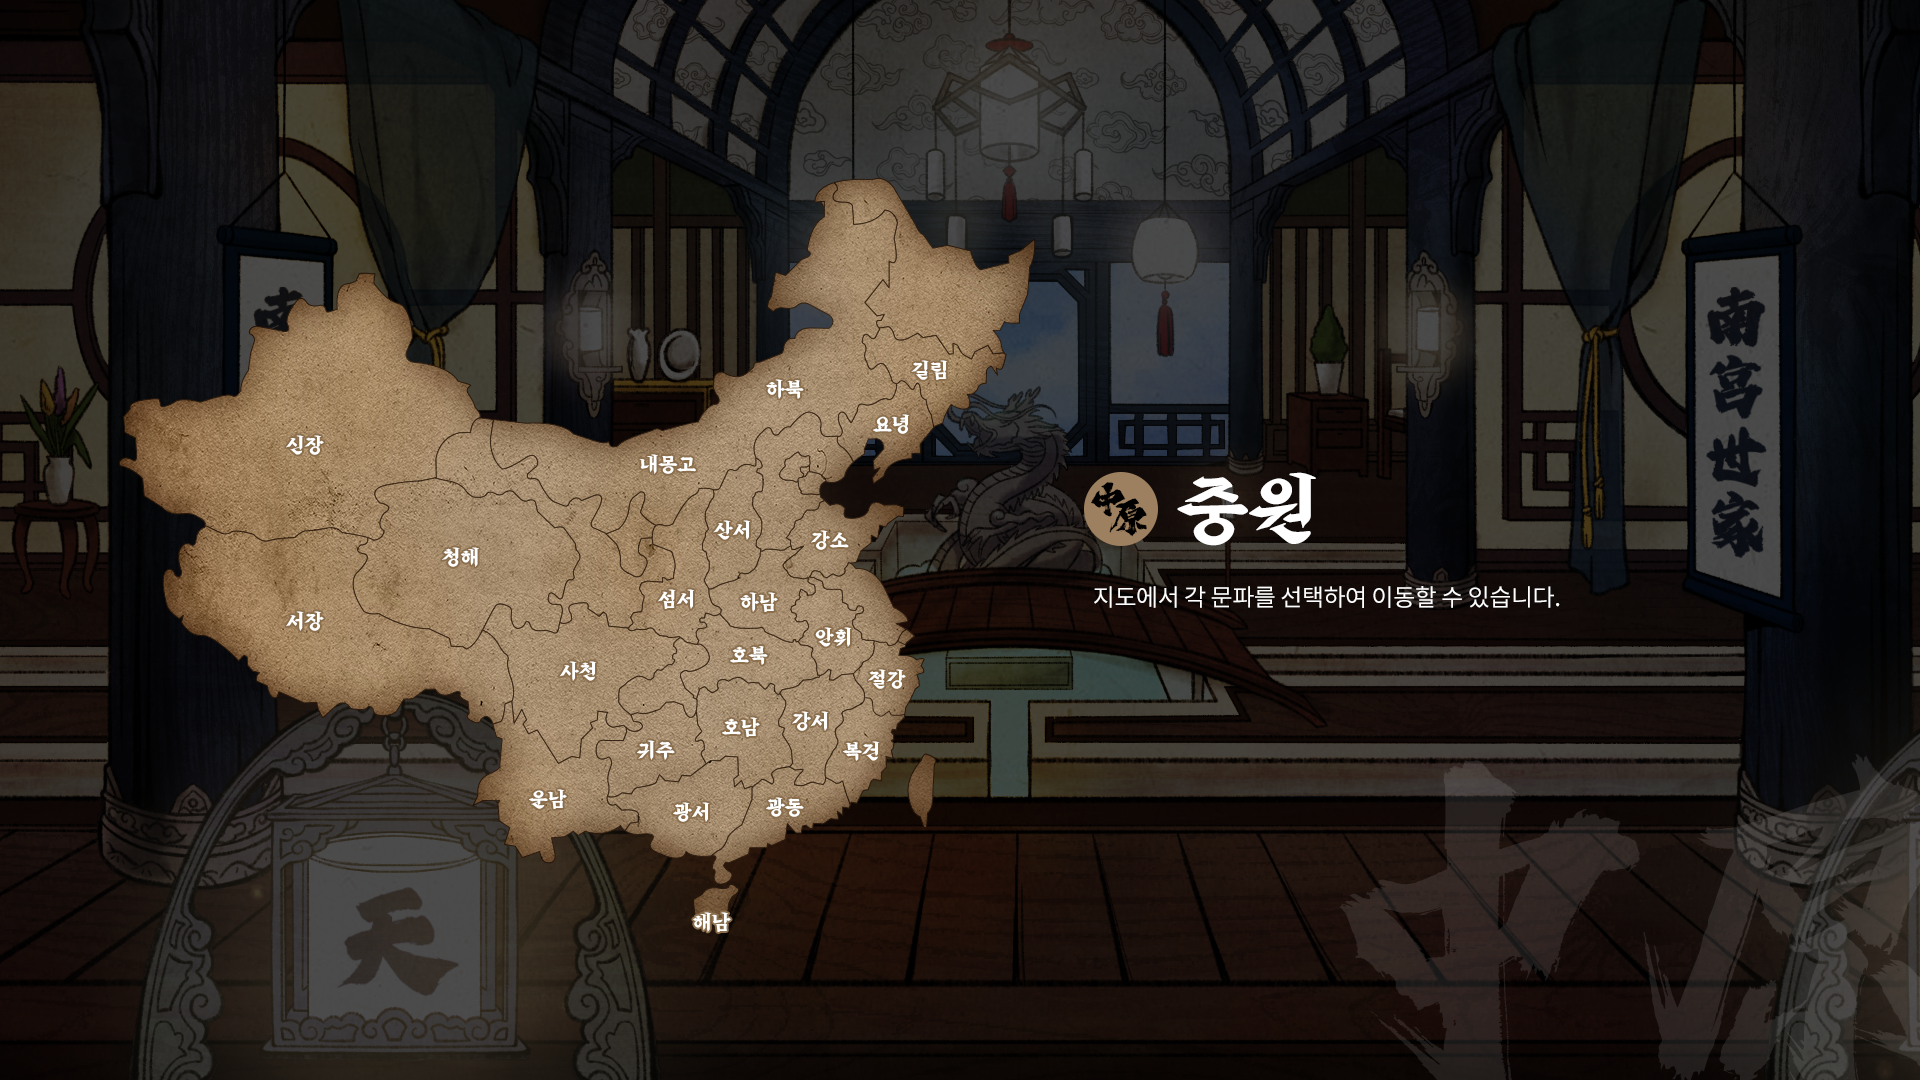 길림
하북
요녕
신장
내몽고
산서
강소
청해
섬서
하남
서장
안휘
호북
사천
절강
강서
호남
귀주
복건
운남
광서
광동
해남
中原
중원
지도에서 각 문파를 선택하여 이동할 수 있습니다.
南
南宮世家
天
中原